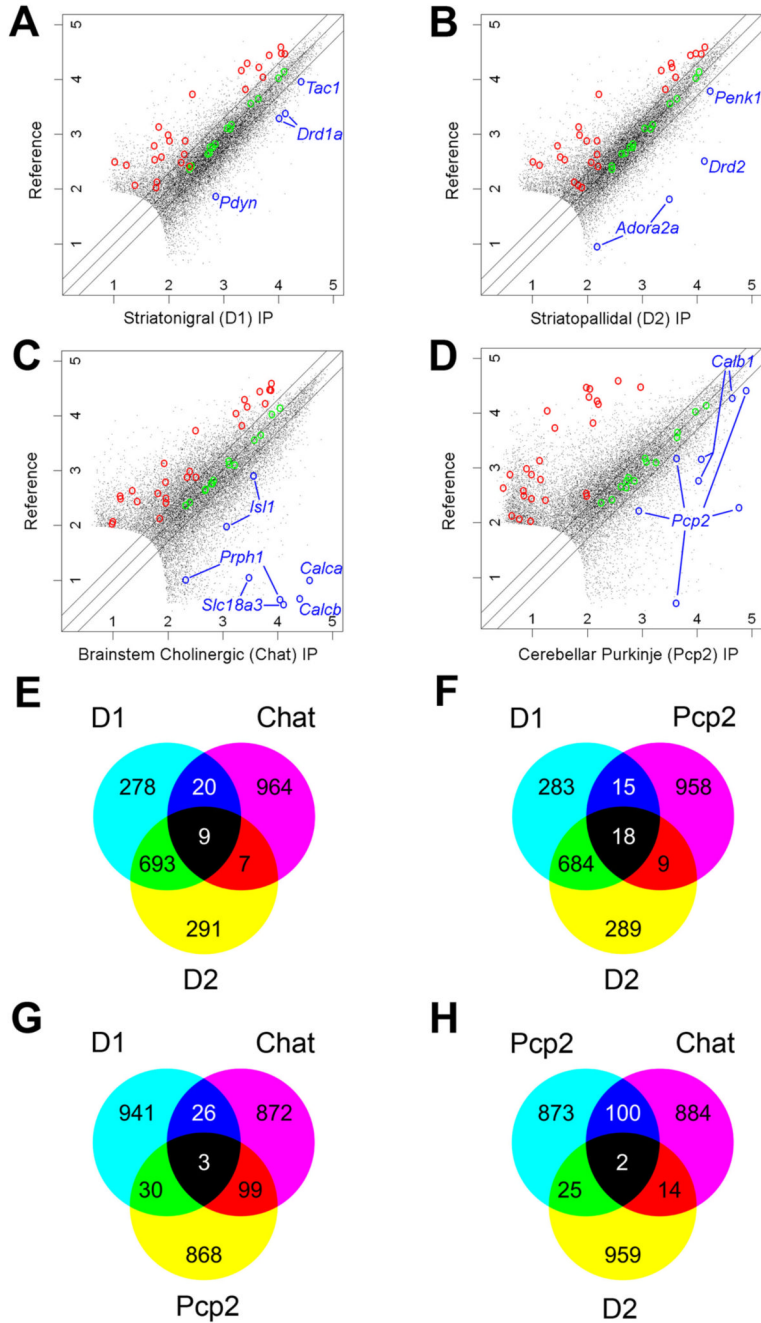 A
5
4
3
2
1
Reference
Tac1
Drd1a
Pdyn
1 2 3 4 5
Striatonigral (D1) IP
B
5
4
3
2
1
Reference
Penk1
Drd2
Adora2a
1 2 3 4 5
Striatopallidal (D2) IP
C
5
4
3
2
1
Reference
Isl1
Prph1
Calca
Slc18a3
Calcb
1 2 3 4 5
Brainstem Cholinergic (Chat) IP
D
5
4
3
2
1
Reference
Calb1
Pcp2
1 2 3 4 5
Cerebellar Purkinje (Pcp2) IP
E
D1 Chat
278 20 964
9
693 7
291
D2
F
D1 Pcp2
283 15 958
18
684 9
289
D2
G
D1 Chat
941 26 872
3
30 99
868
Pcp2
H
Pcp2 Chat
873 100 884
2
25 14
959
D2